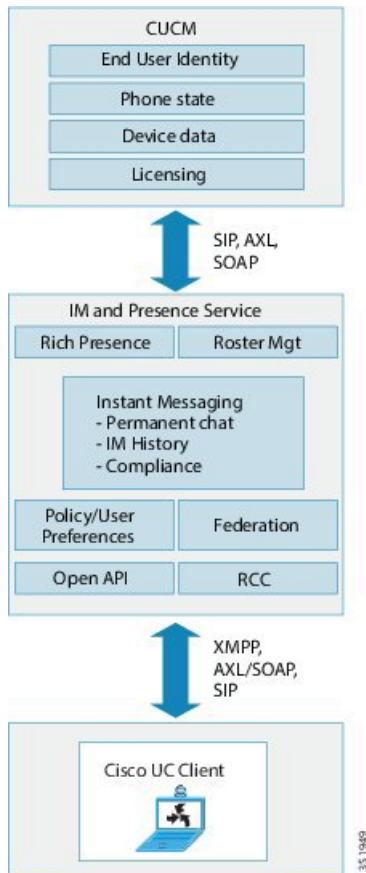 CUCM
End User Identity
Phone state
Device data
Licensing
SIP, AXL,
SOAP
IM and Presence Service
Rich Presence
Roster Mgt
Instant Messaging
- Permanent chat
- IM History
- Compliance
Policy/User
Preferences
Federation
Open API
RCC
XMPP,
AXL/SOAP,
SIP
Cisco UC Client
351949